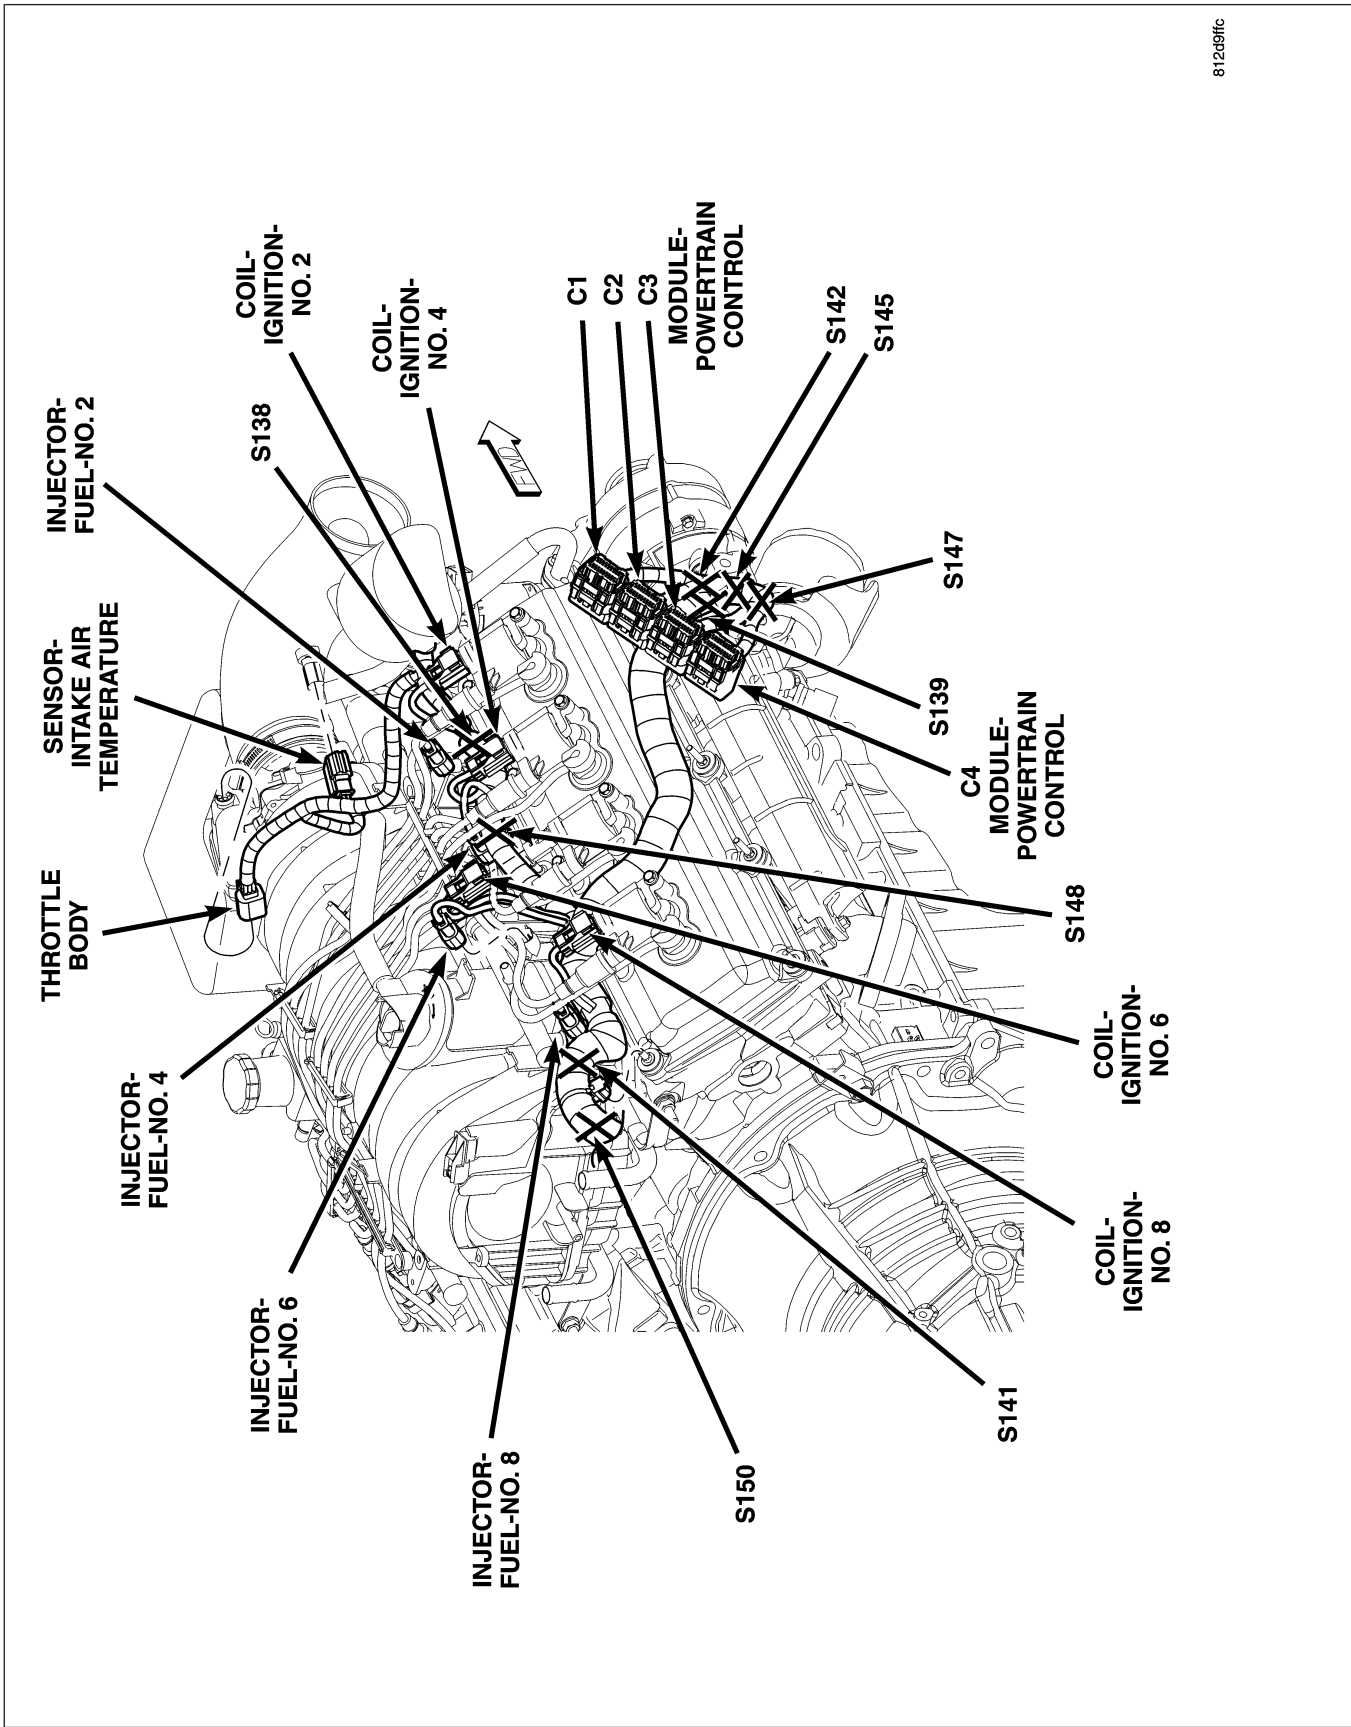 THROTTLE
BODY
SENSOR-
INTAKE AIR
TEMPERATURE
INJECTOR-
FUEL-NO. 2
S138
COIL-
IGNITION-
NO. 2
COIL-
IGNITION-
NO. 4
FWD
C1
C2
C3
MODULE-
POWERTRAIN
CONTROL
S142
S145
S147
S139
C4
MODULE-
POWERTRAIN
CONTROL
S148
COIL-
IGNITION-
NO. 6
COIL-
IGNITION-
NO. 8
S141
S150
INJECTOR-
FUEL-NO. 8
INJECTOR-
FUEL-NO. 6
INJECTOR-
FUEL-NO. 4
812d9ffc